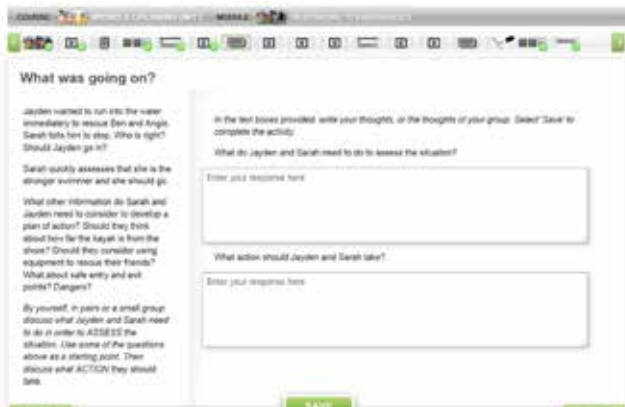 COURSE:
MODULE:
What was going on?
Jayden wanted to run into the water
immediately to rescue Ben and Angie.
Sarah tells him to stop. Who is right?
Should Jayden go in?
Sarah quickly assesses that she is the
stronger swimmer and she should go.
What other information do Sarah and
Jayden need to consider to develop a
plan of action? Should they think
about how far the kayak is from the
shore? Should they consider using
equipment to rescue their friends?
What about safe entry and exit
points? Dangers?
By yourself, in pairs or a small group
discuss what Jayden and Sarah need
to do in order to ASSESS the
situation. Use some of the questions
above as a starting point. Then
discuss what ACTION they should
take.
In the text boxes provided, write your thoughts, or the thoughts of your group. Select 'Save' to
complete the activity.
What do Jayden and Sarah need to do to assess the situation?
Enter your response here
What action should Jayden and Sarah take?
Enter your response here
SAVE